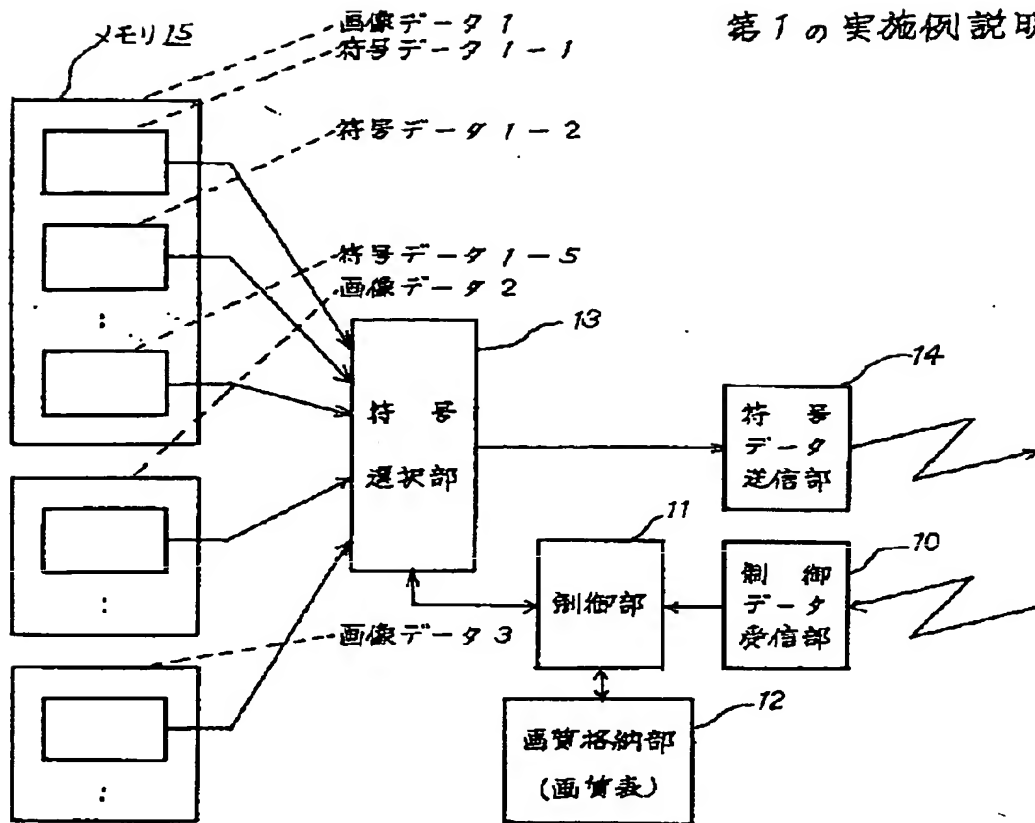 第1の実施例説
メモリ15
画像データ1
符号データ1-1
符号データ1-2
符号データ1-5
画像データ2
:
13
符号
選択部
14
符号
データ
送信部
11
制御部
10
制御
データ
受信部
:
画像データ3
12
画質格納部
(画質表)
: